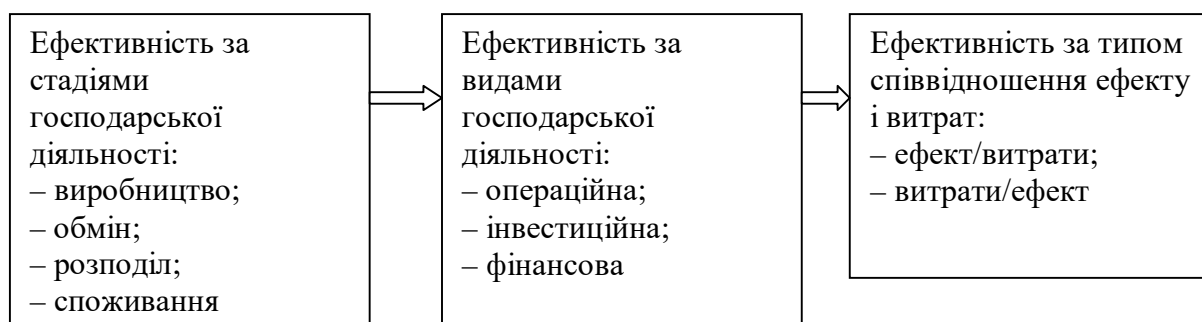 Ефективність за
стадіями
господарської
діяльності:
– виробництво;
– обмін;
– розподіл;
– споживання
Ефективність за
видами
господарської
діяльності:
– операційна;
– інвестиційна;
– фінансова
Ефективність за типом
співвідношення ефекту
і витрат:
– ефект/витрати;
– витрати/ефект